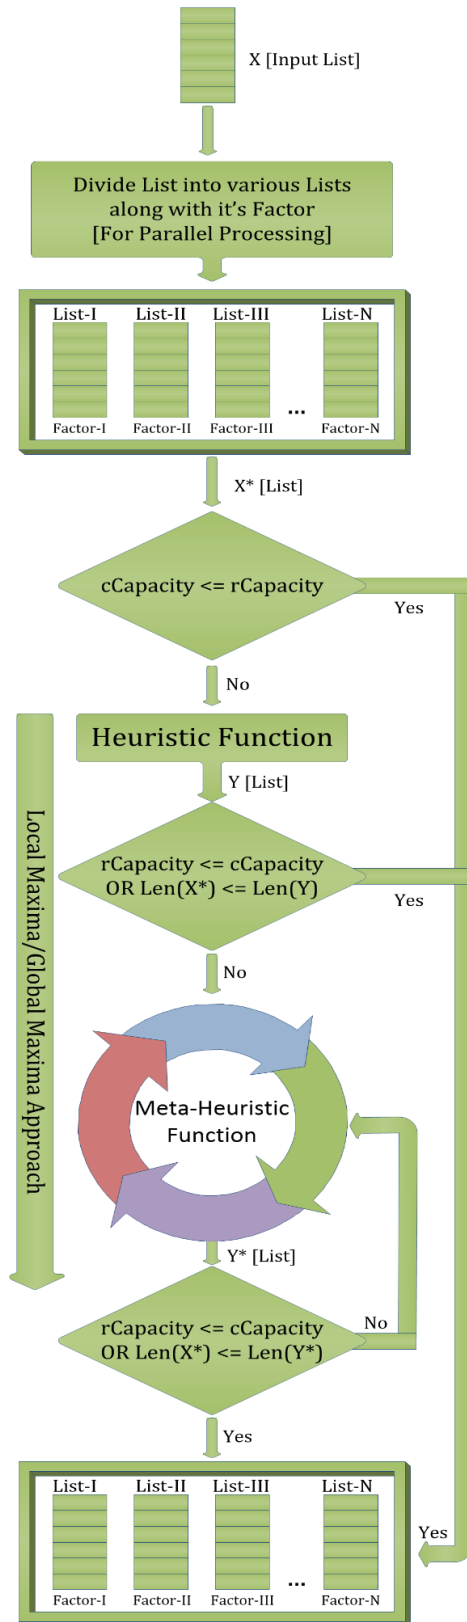 X [Input List]
Divide List into various Lists
along with it's Factor
[For Parallel Processing]
List-I List-II List-III List-N
...
Factor-I Factor-II Factor-III Factor-N
X* [List]
cCapacity <= rCapacity
Yes
No
Heuristic Function
Y [List]
Local Maxima/Global Maxima Approach
rCapacity <= cCapacity
OR Len(X*) <= Len(Y)
Yes
No
Meta-Heuristic
Function
Y* [List]
rCapacity <= cCapacity
OR Len(X*) <= Len(Y*)
No
Yes
List-I List-II List-III List-N
Yes
...
Factor-I Factor-II Factor-III Factor-N